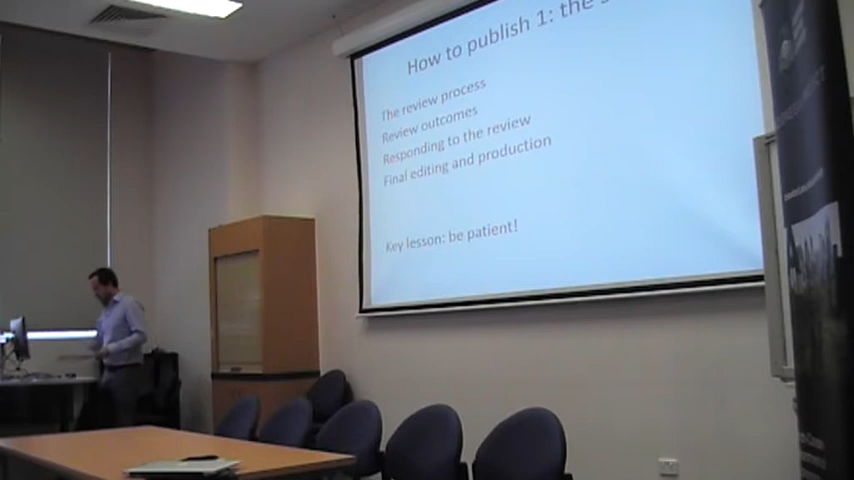 How to publish 1: the
The review process
Review outcomes
Responding to the review
Final editing and production
Key lesson: be patient!